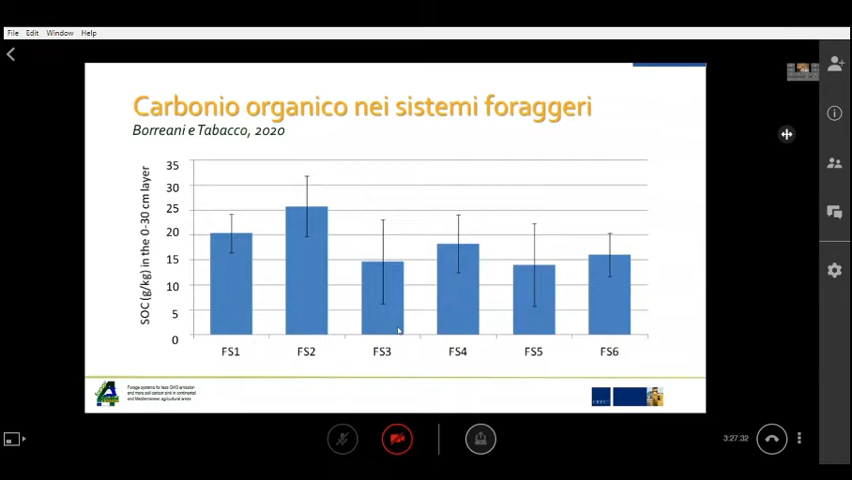 File Edit Window Help
Carbonio organico nei sistemi foraggeri
Borreani e Tabacco, 2020
SOC (g/kg) in the 0-30 cm layer
35
30
25
20
15
10
5
0
FS1 FS2 FS3 FS4 FS5 FS6
Forage systems for less GHG emission
and more soil carbon sink in continental
and Mediterranean agricultural areas
3:27:32